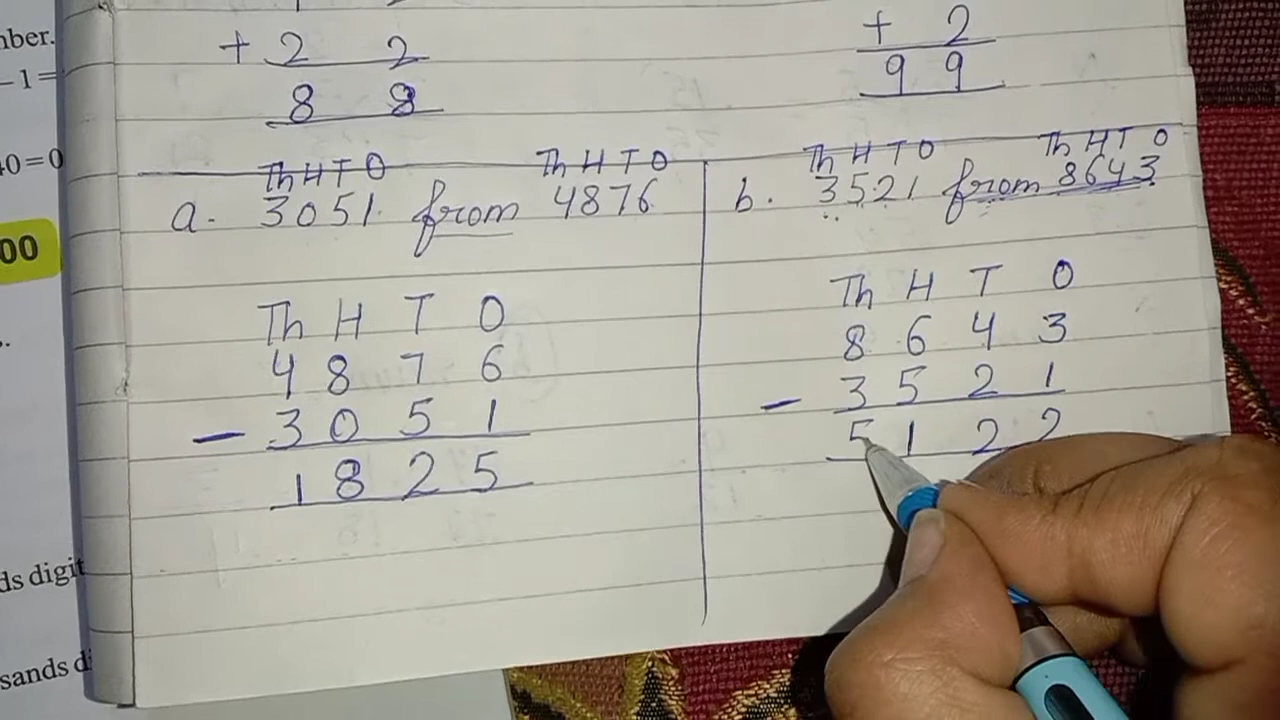 mber.
-1=
40=0
00
ds digit
sands d
+ 2 2
8 8
+ 2
9 9
Th H T O Th H T O
a. 3051 from 4876
Th H T O
4 8 7 6
- 3 0 5 1
1 8 2 5
Th H T O Th H T O
b. 3521 from 8643
Th H T O
8 6 4 3
- 3 5 2 1
5 1 2 2